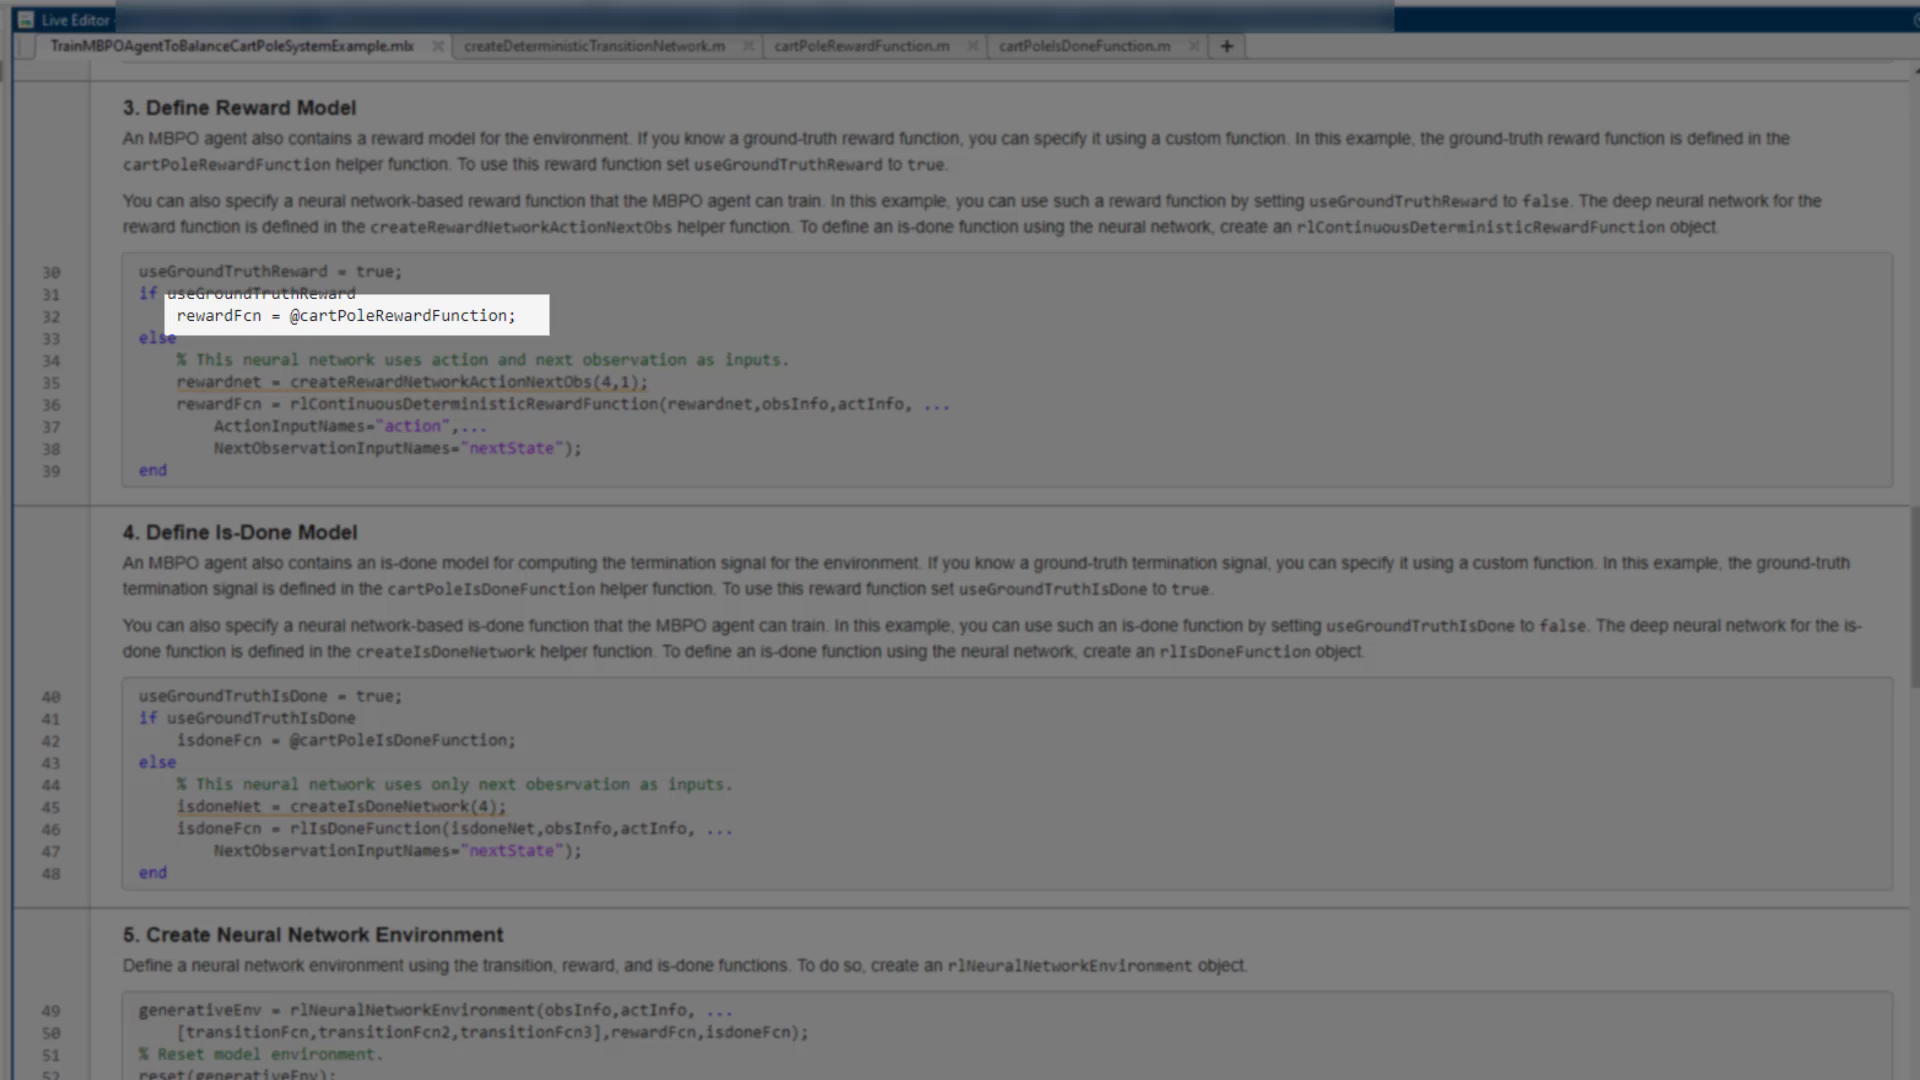 Live Editor -
TrainMBPOAgentToBalanceCartPoleSystemExample.mlx × createDeterministicTransitionNetwork.m × cartPoleRewardFunction.m × cartPoleIsDoneFunction.m × +
3. Define Reward Model
An MBPO agent also contains a reward model for the environment. If you know a ground-truth reward function, you can specify it using a custom function. In this example, the ground-truth reward function is defined in the
cartPoleRewardFunction helper function. To use this reward function set useGroundTruthReward to true.
You can also specify a neural network-based reward function that the MBPO agent can train. In this example, you can use such a reward function by setting useGroundTruthReward to false. The deep neural network for the
reward function is defined in the createRewardNetworkActionNextObs helper function. To define an is-done function using the neural network, create an rlContinuousDeterministicRewardFunction object.
30 useGroundTruthReward = true;
31 if useGroundTruthReward
32 rewardFcn = @cartPoleRewardFunction;
33 else
34 % This neural network uses action and next observation as inputs.
35 rewardnet = createRewardNetworkActionNextObs(4,1);
36 rewardFcn = rlContinuousDeterministicRewardFunction(rewardnet,obsInfo,actInfo, ...
37 ActionInputNames="action",...
38 NextObservationInputNames="nextState");
39 end
4. Define Is-Done Model
An MBPO agent also contains an is-done model for computing the termination signal for the environment. If you know a ground-truth termination signal, you can specify it using a custom function. In this example, the ground-truth
termination signal is defined in the cartPoleIsDoneFunction helper function. To use this reward function set useGroundTruthIsDone to true.
You can also specify a neural network-based is-done function that the MBPO agent can train. In this example, you can use such an is-done function by setting useGroundTruthIsDone to false. The deep neural network for the is-
done function is defined in the createIsDoneNetwork helper function. To define an is-done function using the neural network, create an rlIsDoneFunction object.
40 useGroundTruthIsDone = true;
41 if useGroundTruthIsDone
42 isdoneFcn = @cartPoleIsDoneFunction;
43 else
44 % This neural network uses only next obesrvation as inputs.
45 isdoneNet = createIsDoneNetwork(4);
46 isdoneFcn = rlIsDoneFunction(isdoneNet,obsInfo,actInfo, ...
47 NextObservationInputNames="nextState");
48 end
5. Create Neural Network Environment
Define a neural network environment using the transition, reward, and is-done functions. To do so, create an rlNeuralNetworkEnvironment object.
49 generativeEnv = rlNeuralNetworkEnvironment(obsInfo,actInfo, ...
50 [transitionFcn,transitionFcn2,transitionFcn3],rewardFcn,isdoneFcn);
51 % Reset model environment.
52 reset(generativeEnv);